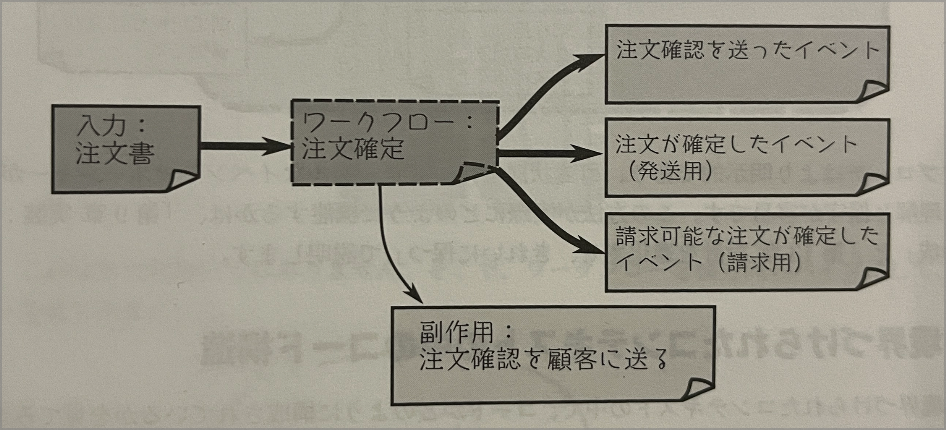 入力：
注文書
ワークフロー：
注文確定
注文確認を送ったイベント
注文が確定したイベント
（発送用）
請求可能な注文が確定した
イベント（請求用）
副作用：
注文確認を顧客に送る